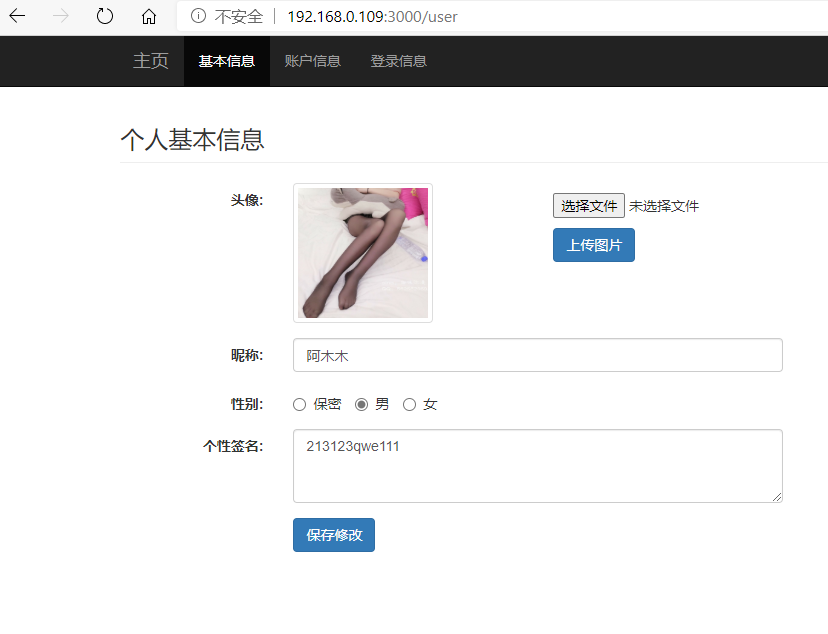 不安全 192.168.0.109:3000/user
主页 基本信息 账户信息 登录信息
个人基本信息
头像:
选择文件 未选择文件
上传图片
昵称: 阿木木
性别: 保密 男 女
个性签名: 213123qwe111
保存修改